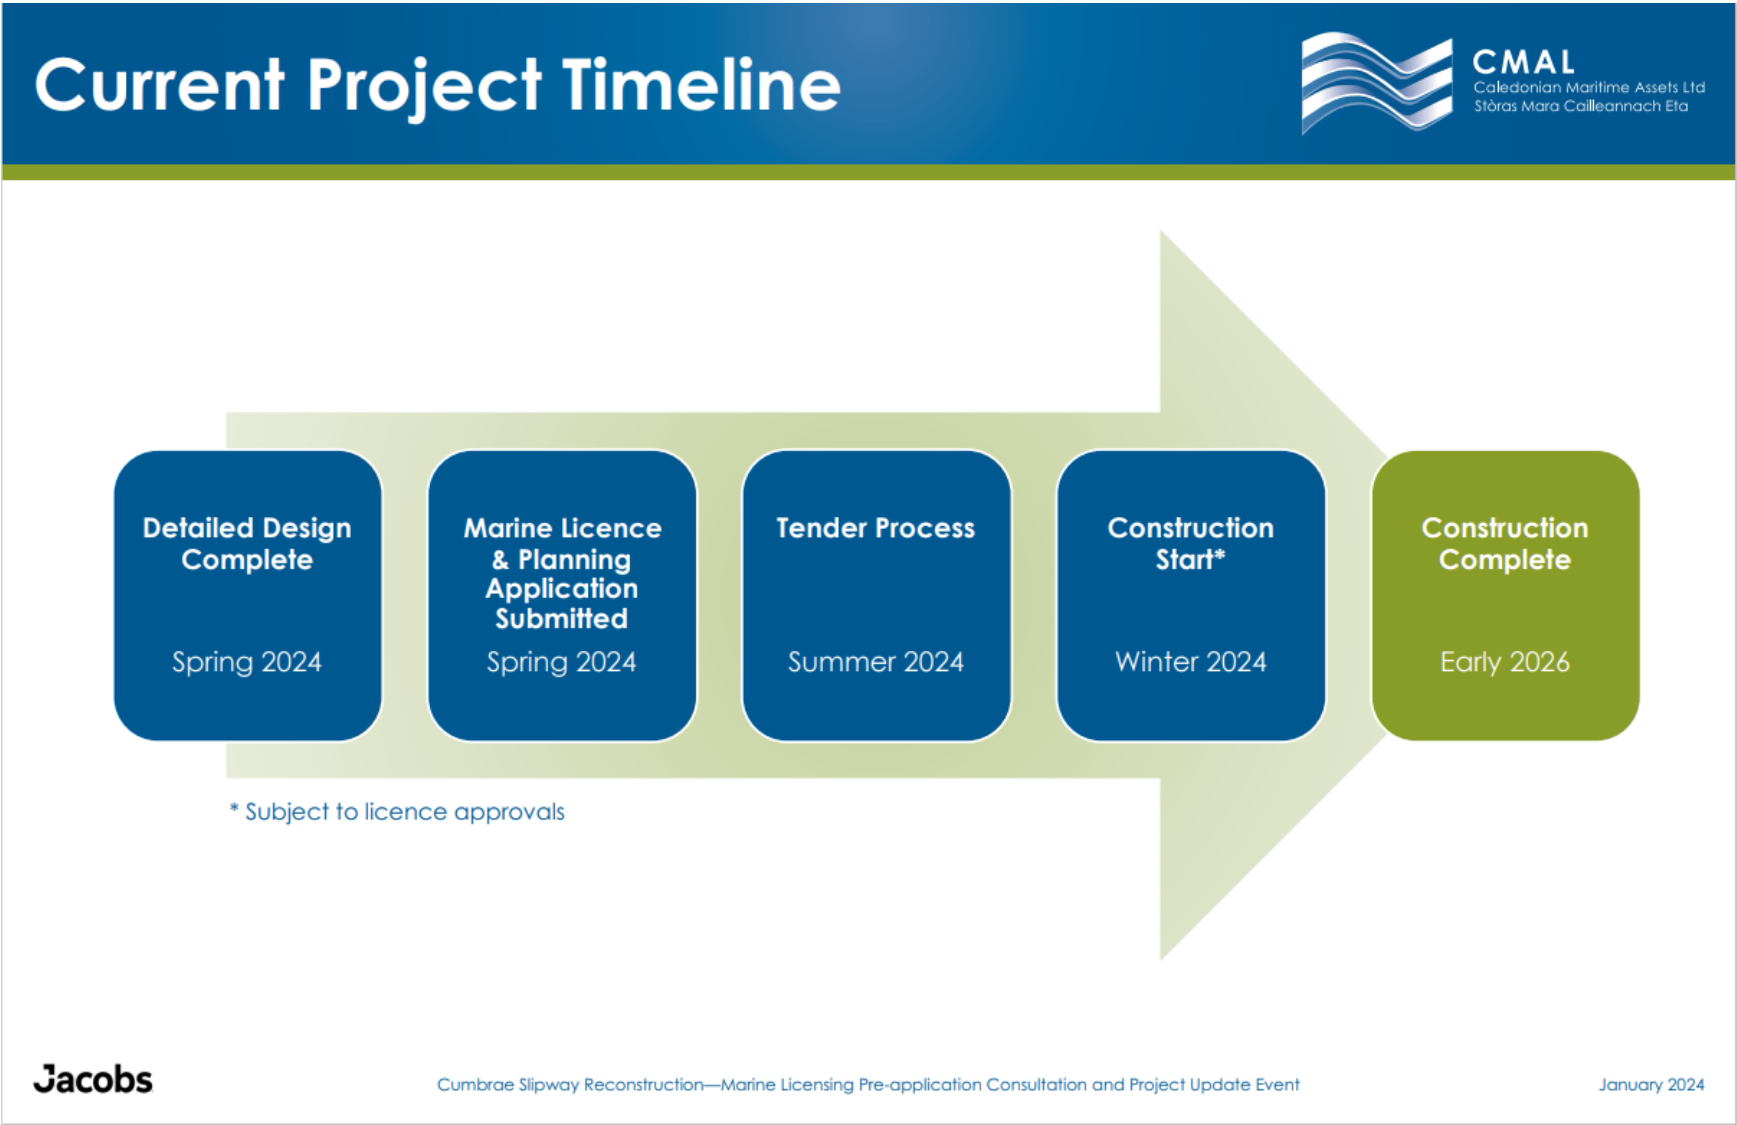 Current Project Timeline
CMAL
Caledonian Maritime Assets Ltd
Stòras Mara Cailleannach Eta
Detailed Design
Complete
Spring 2024
Marine Licence
& Planning
Application
Submitted
Spring 2024
Tender Process
Summer 2024
Construction
Start*
Winter 2024
Construction
Complete
Early 2026
* Subject to licence approvals
Jacobs
Cumbrae Slipway Reconstruction—Marine Licensing Pre-application Consultation and Project Update Event
January 2024